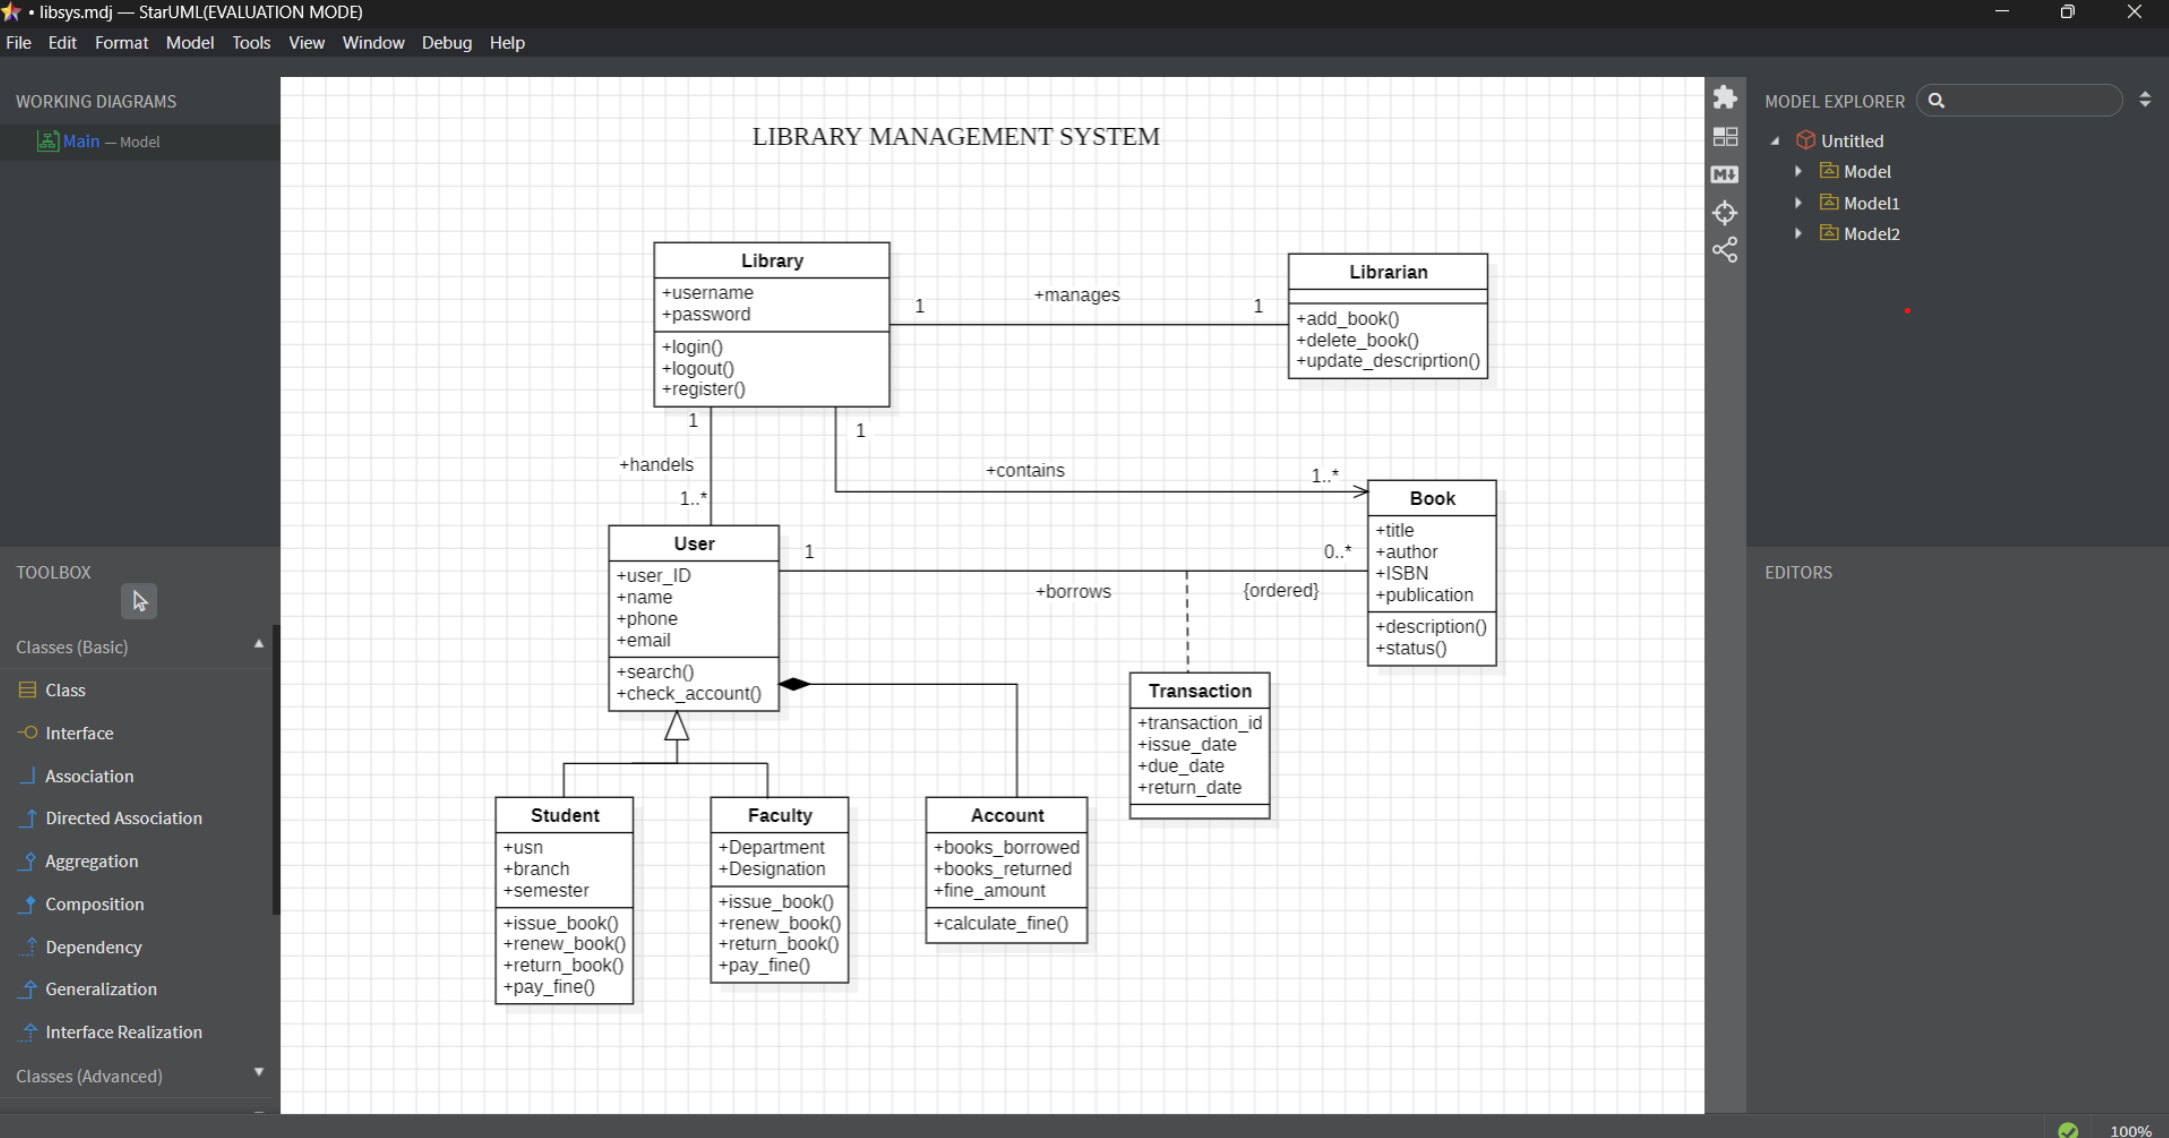 • libsys.mdj — StarUML(EVALUATION MODE)
File Edit Format Model Tools View Window Debug Help
WORKING DIAGRAMS
Main — Model
TOOLBOX
Classes (Basic)
Class
Interface
Association
Directed Association
Aggregation
Composition
Dependency
Generalization
Interface Realization
Classes (Advanced)
LIBRARY MANAGEMENT SYSTEM
Library
+username
+password
+login()
+logout()
+register()
1
+manages
1
Librarian
+add_book()
+delete_book()
+update_descriprtion()
1
+handels
1..*
1
+contains
1..*
Book
+title
+author
+ISBN
+publication
+description()
+status()
User
+user_ID
+name
+phone
+email
+search()
+check_account()
1
+borrows
{ordered}
0..*
Transaction
+transaction_id
+issue_date
+due_date
+return_date
Student
+usn
+branch
+semester
+issue_book()
+renew_book()
+return_book()
+pay_fine()
Faculty
+Department
+Designation
+issue_book()
+renew_book()
+return_book()
+pay_fine()
Account
+books_borrowed
+books_returned
+fine_amount
+calculate_fine()
M
MODEL EXPLORER
Untitled
Model
Model1
Model2
EDITORS
100%